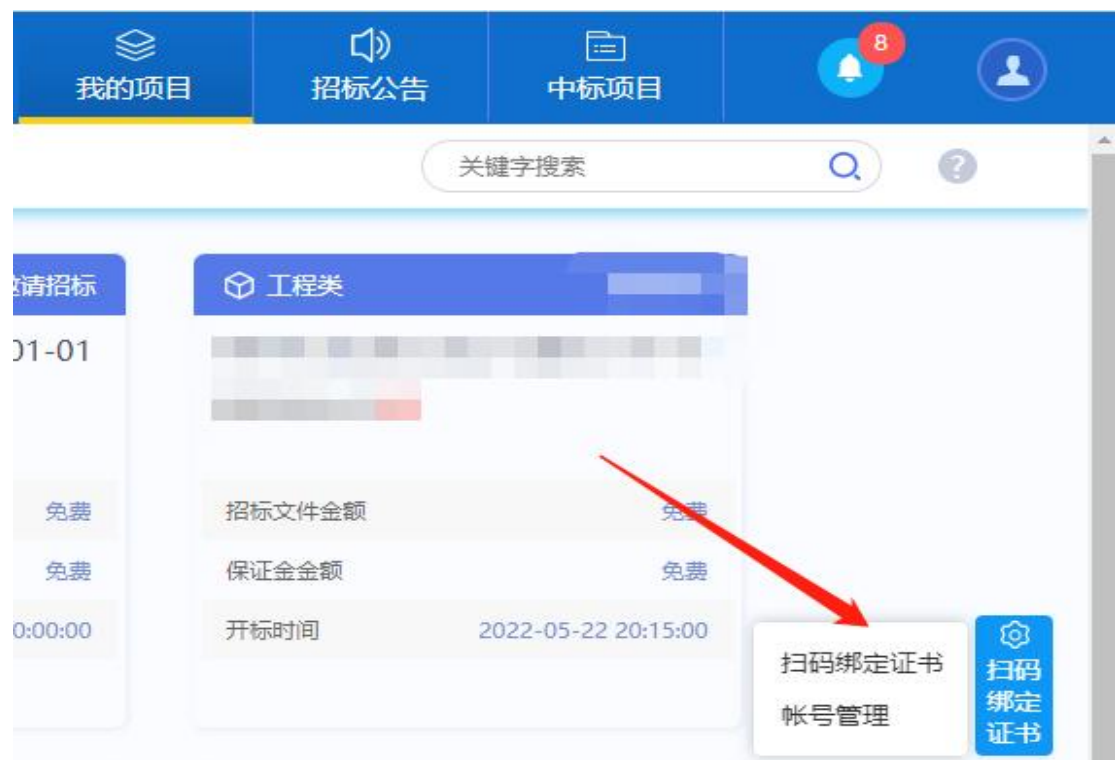 我的项目
招标公告
中标项目
8
关键字搜索
?
请招标
工程类
01-01
免费
招标文件金额
免费
免费
保证金金额
免费
0:00:00
开标时间
2022-05-22 20:15:00
扫码绑定证书
帐号管理
扫码
绑定
证书